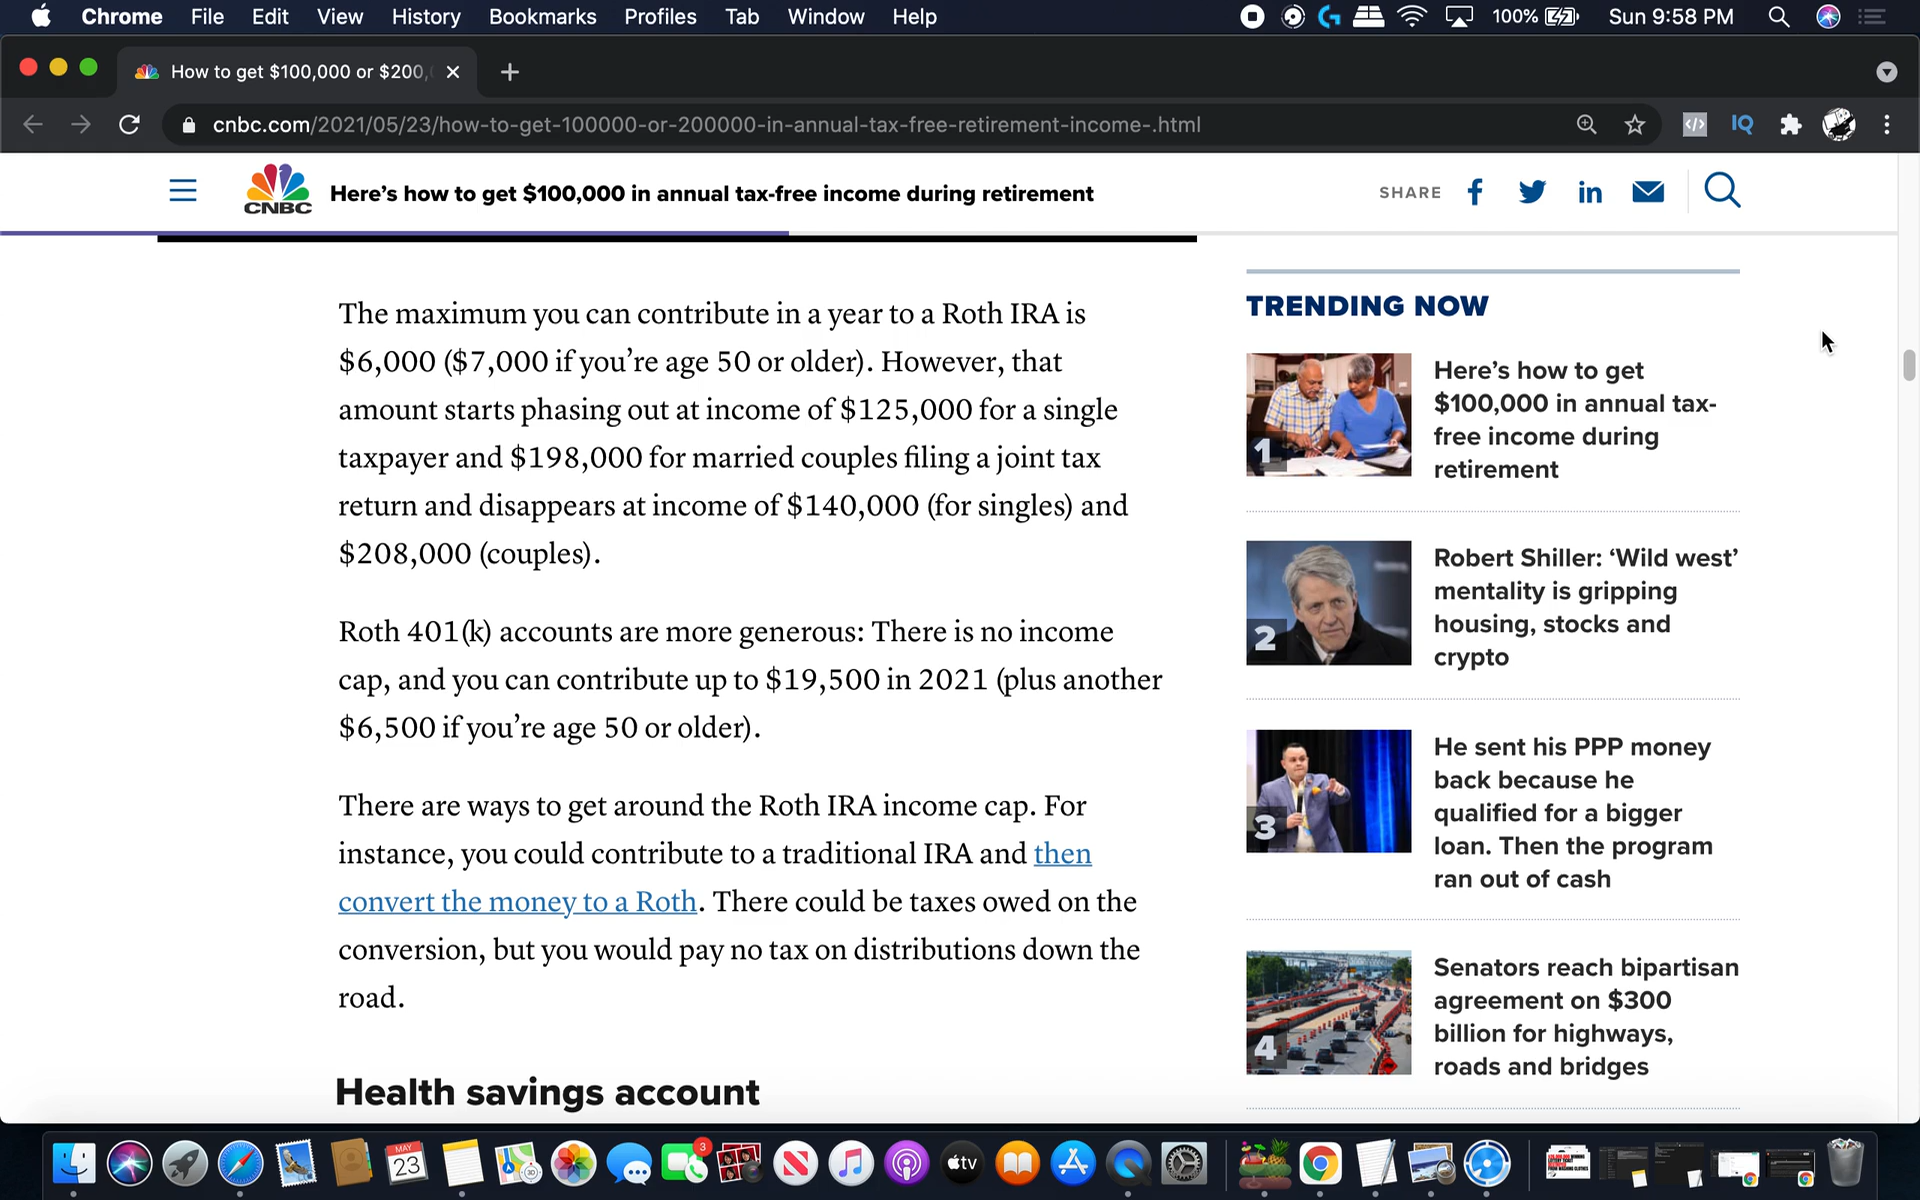 Chrome File Edit View History Bookmarks Profiles Tab Window Help 100% Sun 9:58 PM
How to get $100,000 or $200,
cnbc.com/2021/05/23/how-to-get-100000-or-200000-in-annual-tax-free-retirement-income-.html
IQ
CNBC
Here’s how to get $100,000 in annual tax-free income during retirement
SHARE
The maximum you can contribute in a year to a Roth IRA is
$6,000 ($7,000 if you’re age 50 or older). However, that
amount starts phasing out at income of $125,000 for a single
taxpayer and $198,000 for married couples filing a joint tax
return and disappears at income of $140,000 (for singles) and
$208,000 (couples).
Roth 401(k) accounts are more generous: There is no income
cap, and you can contribute up to $19,500 in 2021 (plus another
$6,500 if you’re age 50 or older).
There are ways to get around the Roth IRA income cap. For
instance, you could contribute to a traditional IRA and then
convert the money to a Roth. There could be taxes owed on the
conversion, but you would pay no tax on distributions down the
road.
Health savings account
TRENDING NOW
1
Here’s how to get
$100,000 in annual tax-
free income during
retirement
2
Robert Shiller: ‘Wild west’
mentality is gripping
housing, stocks and
crypto
3
He sent his PPP money
back because he
qualified for a bigger
loan. Then the program
ran out of cash
4
Senators reach bipartisan
agreement on $300
billion for highways,
roads and bridges
MAY
23
3D
3
tv